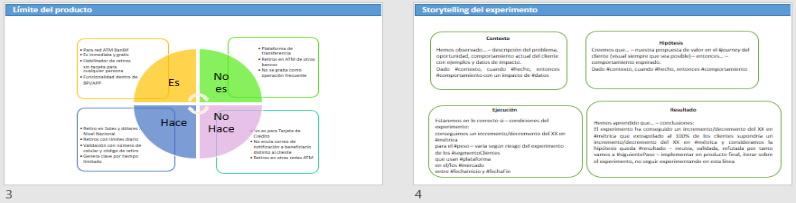 Límite del producto
Para red ATM BanBif
Es inmediata y gratis
Habilitador de retiros
sin tarjeta para
cualquier persona
Funcionalidad dentro de
BPI/APP
Es
No
es
Plataforma de
transferencia
Retiros en ATM de otros
bancos
No se grafia como
operación frecuente
Retiro en Soles y dólares a
Nivel Nacional
Retiros con límites diario
Validación con número de
celular y código de retiro
Genera clave por tiempo
limitado
Hace
No
Hace
No es para Tarjeta de
Crédito
No envía correo de
notificación a beneficiario
distinto al cliente
Retiros en otras redes ATM
3
Storytelling del experimento
Contexto
Hemos observado... – descripción del problema,
oportunidad, comportamiento actual del cliente
con ejemplos y datos de impacto.
Dado #contexto, cuando #hecho, entonces
#comportamiento con un impacto de #datos
Hipótesis
Creemos que... – nuestra propuesta de valor en el #journey del
cliente (visual siempre que sea posible) – entonces... –
comportamiento esperado.
Dado #contexto, cuando #hecho, entonces #comportamiento
Ejecución
Estaremos en lo correcto si – condiciones del
experimento:
conseguimos un incremento/decremento del XX en
#métrica
para el #peso – varía según riesgo del experimento
de los #segmentoClientes
que usan #plataforma
en el/los #mercado
entre #fechaInicio y #fechaFin
Resultado
Hemos aprendido que... – conclusiones:
El experimento ha conseguido un incremento/decremento del XX en
#métrica que extrapolado al 100% de los clientes supondría un
incremento/decremento del XX en #métrica y consideramos la
hipótesis queda #resultado – neutra, validada, refutada por tanto
vamos a #siguientePaso – implementar en producto final, iterar sobre
el experimento, no seguir experimentando en esta línea
4